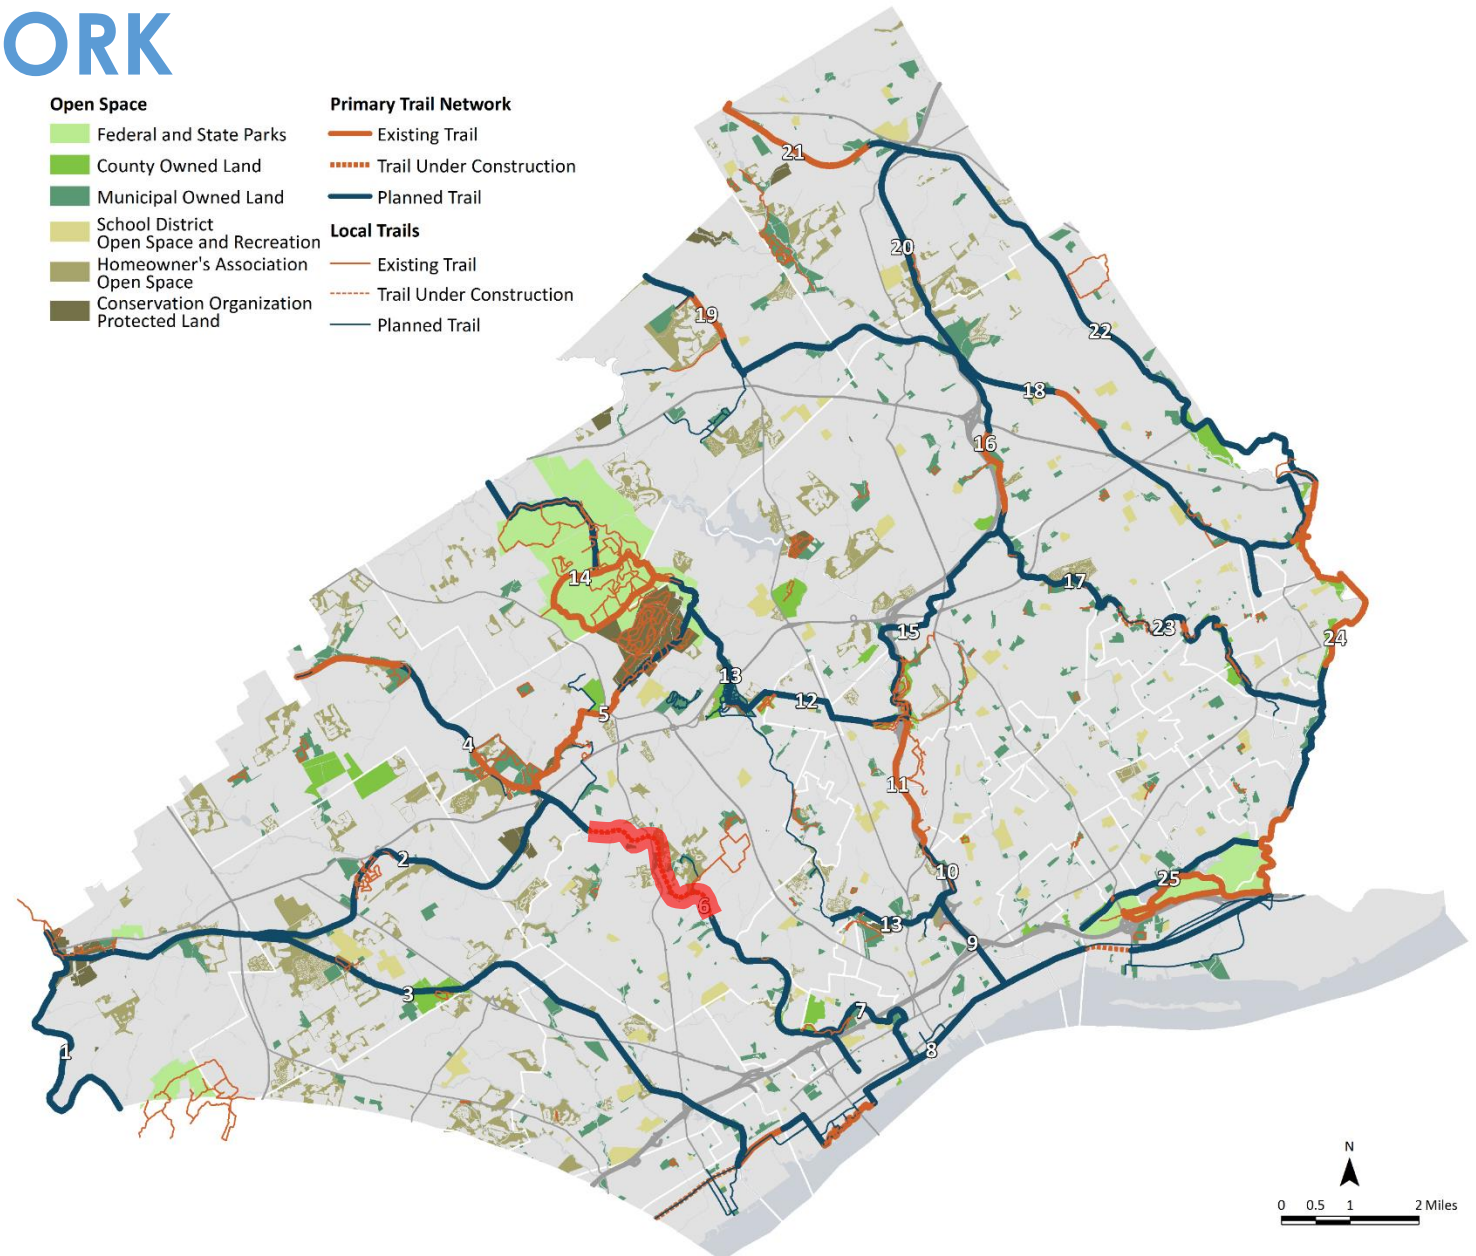 ORK
Open Space
Federal and State Parks
County Owned Land
Municipal Owned Land
School District
Open Space and Recreation
Homeowner's Association
Open Space
Conservation Organization
Protected Land
Primary Trail Network
Existing Trail
Trail Under Construction
Planned Trail
Local Trails
Existing Trail
Trail Under Construction
Planned Trail
21
20
19
22
18
16
14
17
15
23
24
13
12
5
4
11
2
10
25
6
13
9
3
7
8
1
N
0 0.5 1 2 Miles